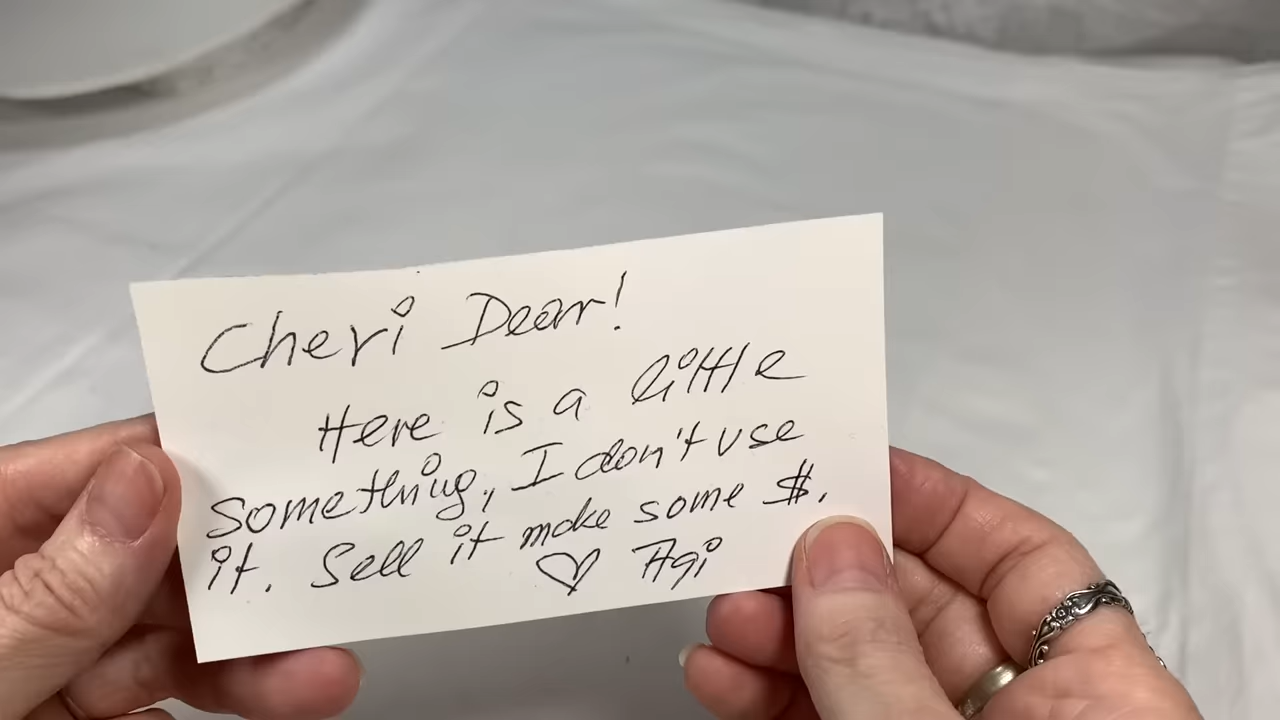 Cheri Dear!
Here is a little
something, I don't use
it. Sell it make some $.
♡ Agi